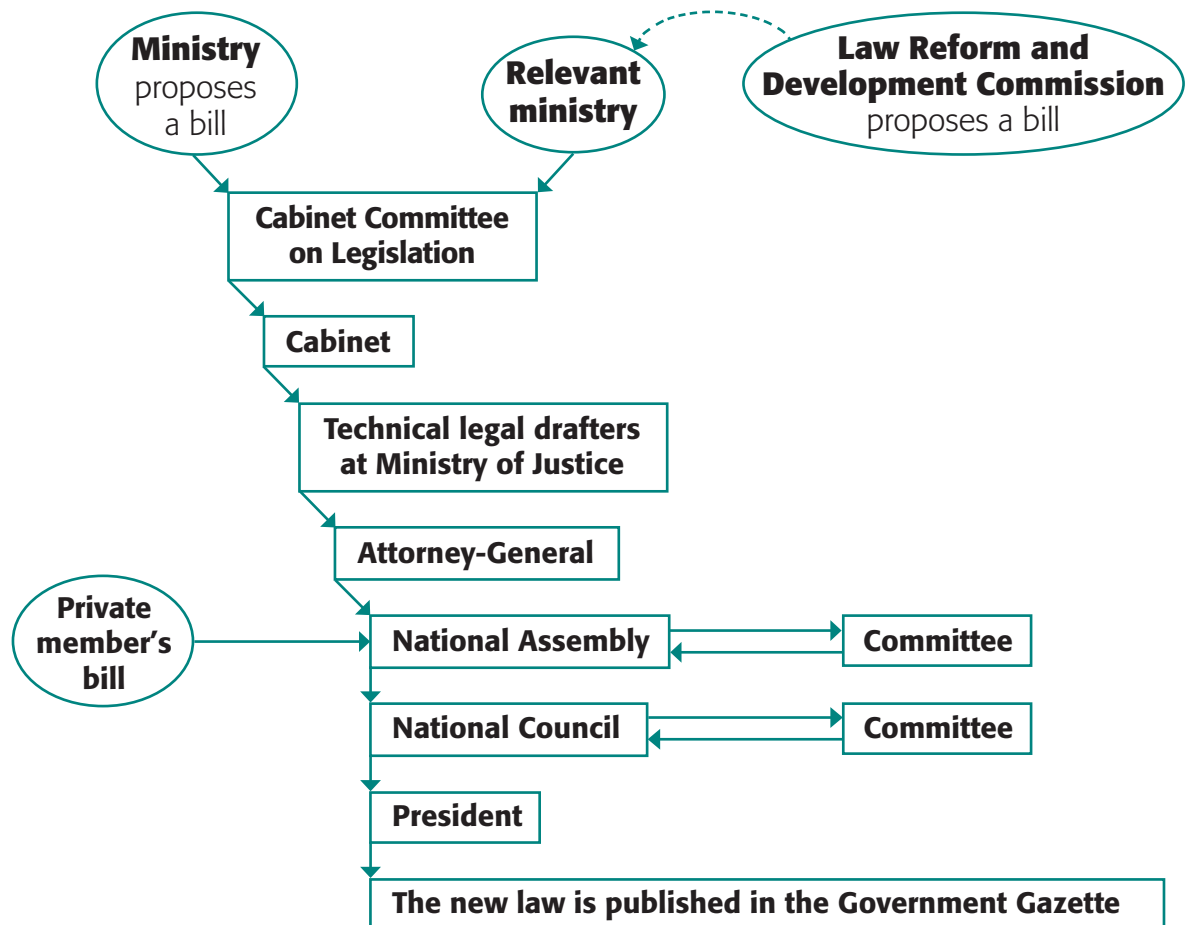 Ministry
proposes
a bill
Relevant
ministry
Law Reform and
Development Commission
proposes a bill
Cabinet Committee
on Legislation
Cabinet
Technical legal drafters
at Ministry of Justice
Attorney-General
Private
member’s
bill
National Assembly
Committee
National Council
Committee
President
The new law is published in the Government Gazette